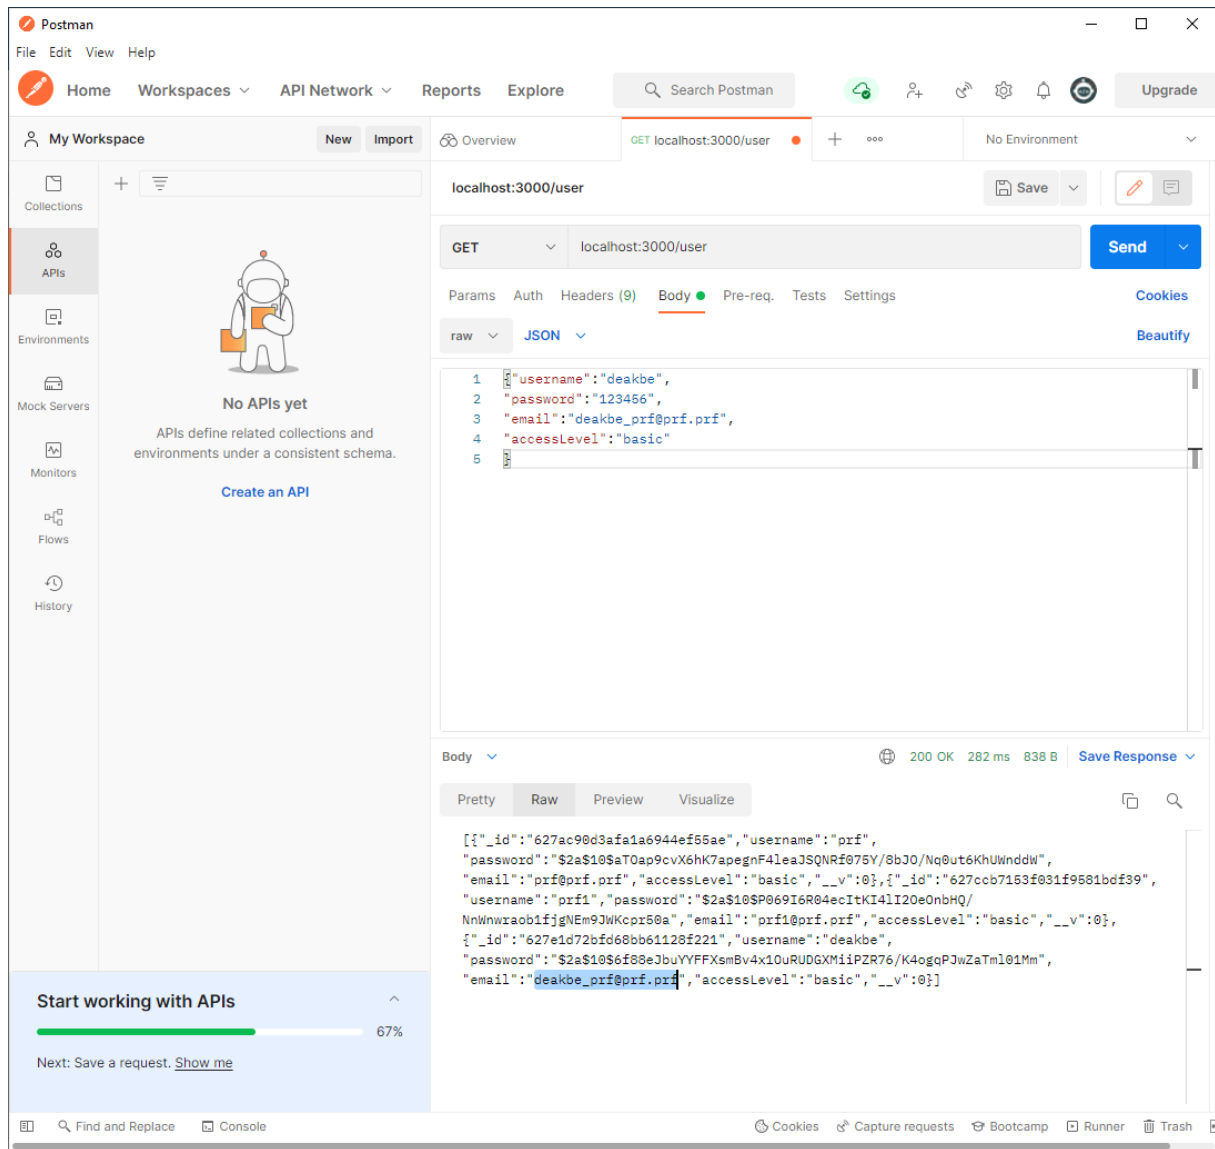 Postman
File Edit View Help
Home Workspaces API Network Reports Explore Search Postman Upgrade
My Workspace New Import Overview GET localhost:3000/user No Environment
Collections
APIs
Environments
Mock Servers
Monitors
Flows
History
No APIs yet
APIs define related collections and
environments under a consistent schema.
Create an API
Start working with APIs
67%
Next: Save a request. Show me
localhost:3000/user Save
GET localhost:3000/user Send
Params Auth Headers (9) Body Pre-req. Tests Settings Cookies
raw JSON Beautify
1 {"username":"deakbe",
2 "password":"123456",
3 "email":"deakbe_prf@prf.prf",
4 "accessLevel":"basic"
5 }
Body 200 OK 282 ms 838 B Save Response
Pretty Raw Preview Visualize
[{"_id":"627ac90d3afa1a6944ef55ae","username":"prf",
"password":"$2a$10$aTOap9cvX6hK7apegnF4leaJSQNRf075Y/8bJO/Nq0ut6KhUWnddW",
"email":"prf@prf.prf","accessLevel":"basic","__v":0},{"_id":"627ccb7153f031f9581bdf39",
"username":"prf1","password":"$2a$10$P069I6R04ecItKI4lI2OeOnbHQ/
NnWnwraob1fjgNEm9JWKcpr50a","email":"prf1@prf.prf","accessLevel":"basic","__v":0},
{"_id":"627e1d72bfd68bb61128f221","username":"deakbe",
"password":"$2a$10$6f88eJbuYYFFXsmBv4x1OuRUDGXMiiPZR76/K4ogqPJwZaTml01Mm",
"email":"deakbe_prf@prf.prf","accessLevel":"basic","__v":0}]
Find and Replace Console Cookies Capture requests Bootcamp Runner Trash